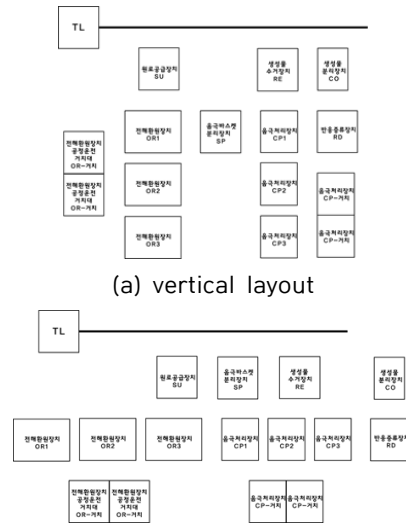 TL
원료공급장치
SU
생성물
수거장치
RE
생성물
분리장치
CO
전해환원장치
공정운전
거치대
OR-거치
전해환원장치
공정운전
거치대
OR-거치
전해환원장치
OR1
음극바스켓
분리장치
SP
음극처리장치
CP1
반응증류장치
RD
전해환원장치
OR2
음극처리장치
CP2
음극처리장치
CP-거치
전해환원장치
OR3
음극처리장치
CP3
음극처리장치
CP-거치
(a) vertical layout
TL
원료공급장치
SU
음극바스켓
분리장치
SP
생성물
수거장치
RE
생성물
분리장치
CO
전해환원장치
OR1
전해환원장치
OR2
전해환원장치
OR3
음극처리장치
CP1
음극처리장치
CP2
음극처리장치
CP3
반응증류장치
RD
전해환원장치
공정운전
거치대
OR-거치
전해환원장치
공정운전
거치대
OR-거치
음극처리장치
CP-거치
음극처리장치
CP-거치